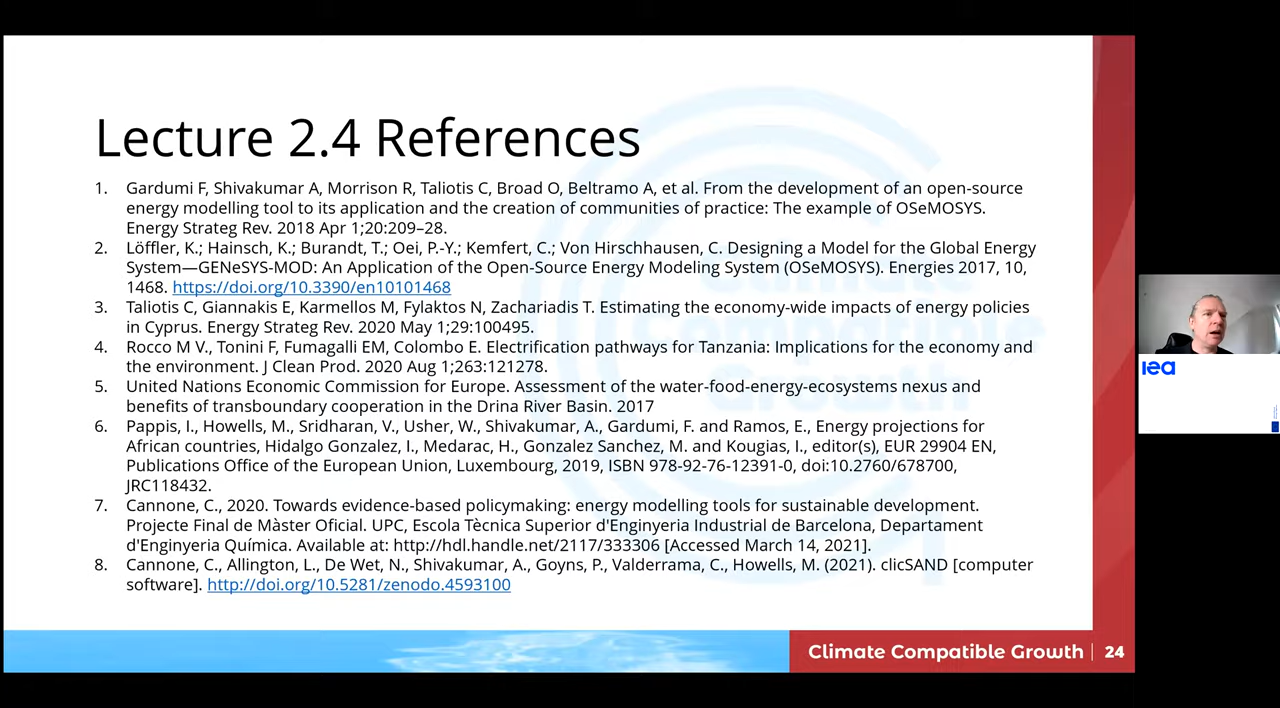 Lecture 2.4 References
1. Gardumi F, Shivakumar A, Morrison R, Taliotis C, Broad O, Beltramo A, et al. From the development of an open-source
energy modelling tool to its application and the creation of communities of practice: The example of OSeMOSYS.
Energy Strateg Rev. 2018 Apr 1;20:209–28.
2. Löffler, K.; Hainsch, K.; Burandt, T.; Oei, P.-Y.; Kemfert, C.; Von Hirschhausen, C. Designing a Model for the Global Energy
System—GENeSYS-MOD: An Application of the Open-Source Energy Modeling System (OSeMOSYS). Energies 2017, 10,
1468. https://doi.org/10.3390/en10101468
3. Taliotis C, Giannakis E, Karmellos M, Fylaktos N, Zachariadis T. Estimating the economy-wide impacts of energy policies
in Cyprus. Energy Strateg Rev. 2020 May 1;29:100495.
4. Rocco M V., Tonini F, Fumagalli EM, Colombo E. Electrification pathways for Tanzania: Implications for the economy and
the environment. J Clean Prod. 2020 Aug 1;263:121278.
5. United Nations Economic Commission for Europe. Assessment of the water-food-energy-ecosystems nexus and
benefits of transboundary cooperation in the Drina River Basin. 2017
6. Pappis, I., Howells, M., Sridharan, V., Usher, W., Shivakumar, A., Gardumi, F. and Ramos, E., Energy projections for
African countries, Hidalgo Gonzalez, I., Medarac, H., Gonzalez Sanchez, M. and Kougias, I., editor(s), EUR 29904 EN,
Publications Office of the European Union, Luxembourg, 2019, ISBN 978-92-76-12391-0, doi:10.2760/678700,
JRC118432.
7. Cannone, C., 2020. Towards evidence-based policymaking: energy modelling tools for sustainable development.
Projecte Final de Màster Oficial. UPC, Escola Tècnica Superior d'Enginyeria Industrial de Barcelona, Departament
d'Enginyeria Química. Available at: http://hdl.handle.net/2117/333306 [Accessed March 14, 2021].
8. Cannone, C., Allington, L., De Wet, N., Shivakumar, A., Goyns, P., Valderrama, C., Howells, M. (2021). clicSAND [computer
software]. http://doi.org/10.5281/zenodo.4593100
Climate Compatible Growth | 24
iea
Climate
Compatible
Growth